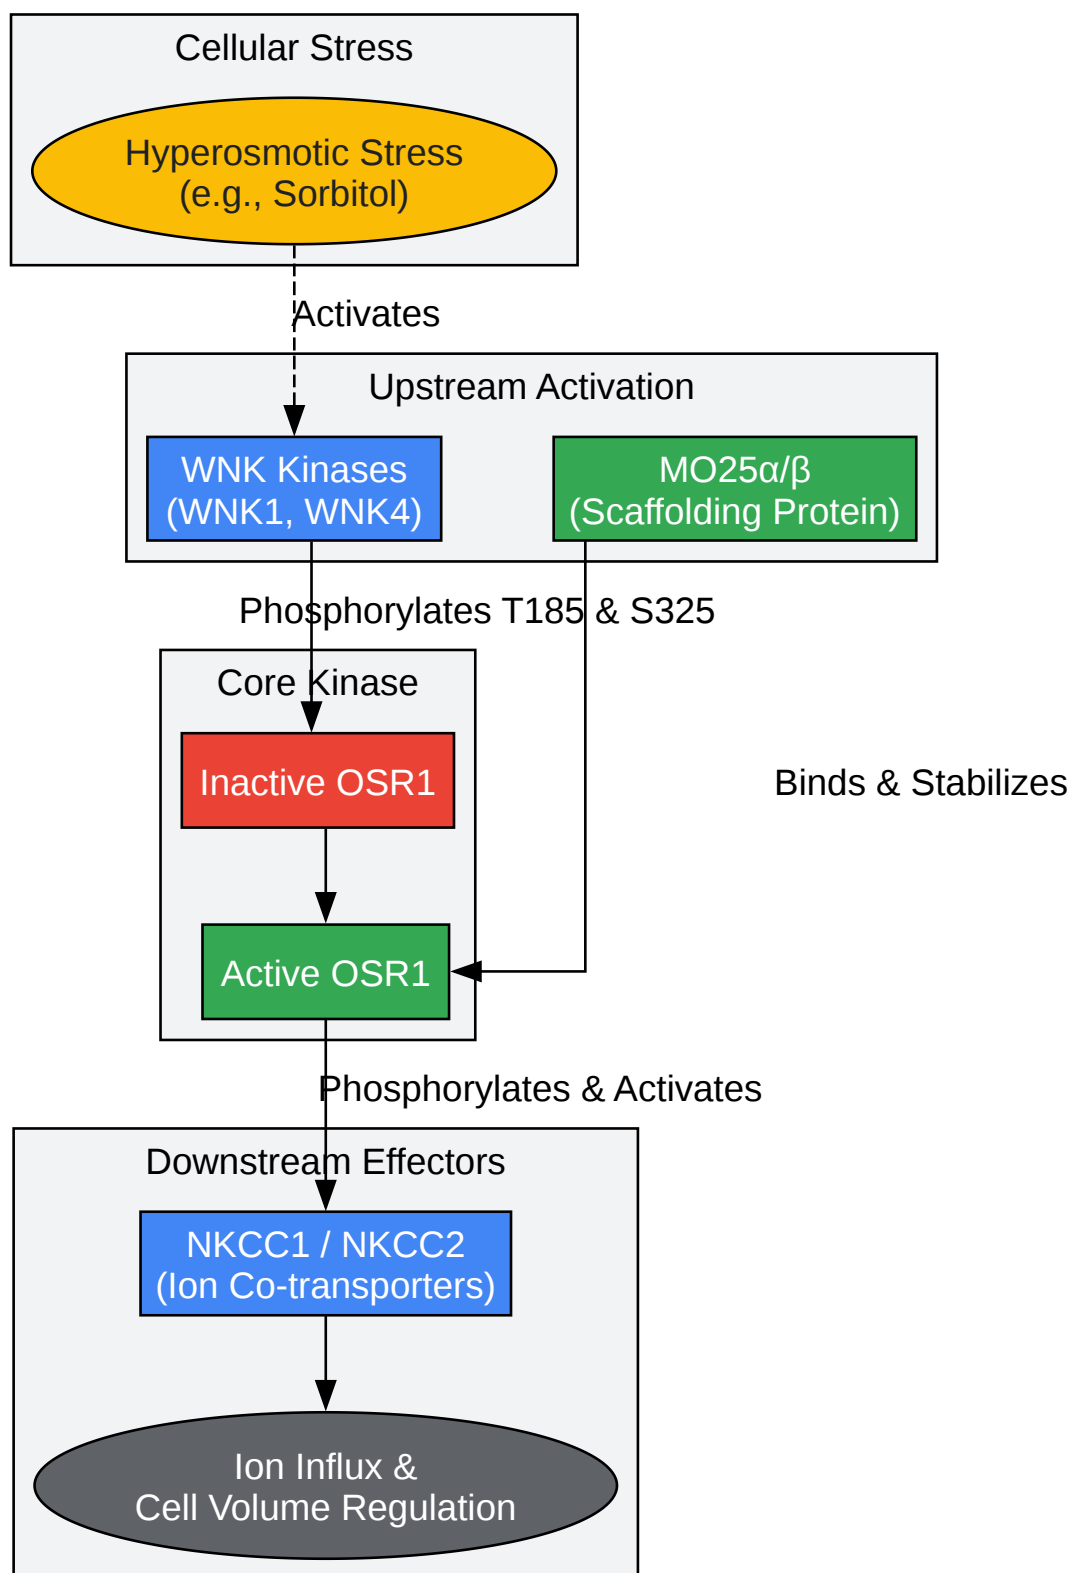 Cellular Stress
Hyperosmotic Stress
(e.g., Sorbitol)
Activates
Upstream Activation
WNK Kinases
(WNK1, WNK4)
MO25α/β
(Scaffolding Protein)
Phosphorylates T185 & S325
Core Kinase
Inactive OSR1
Binds & Stabilizes
Active OSR1
Phosphorylates & Activates
Downstream Effectors
NKCC1 / NKCC2
(Ion Co-transporters)
Ion Influx &
Cell Volume Regulation